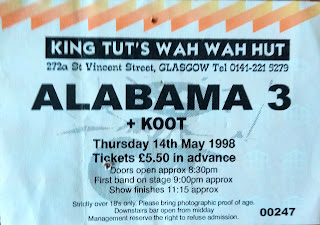 KING TUT'S WAH WAH HUT
272a St Vincent Street, GLASGOW Tel 0141-221 5279
ALABAMA 3
+ KOOT
Thursday 14th May 1998
Tickets £5.50 in advance
Doors open approx 8:30pm
First band on stage 9:00pm approx
Show finishes 11:15 approx
Strictly over 18's only. Please bring photographic proof of age.
Downstairs bar open from midday
Management reserve the right to refuse admission.
00247